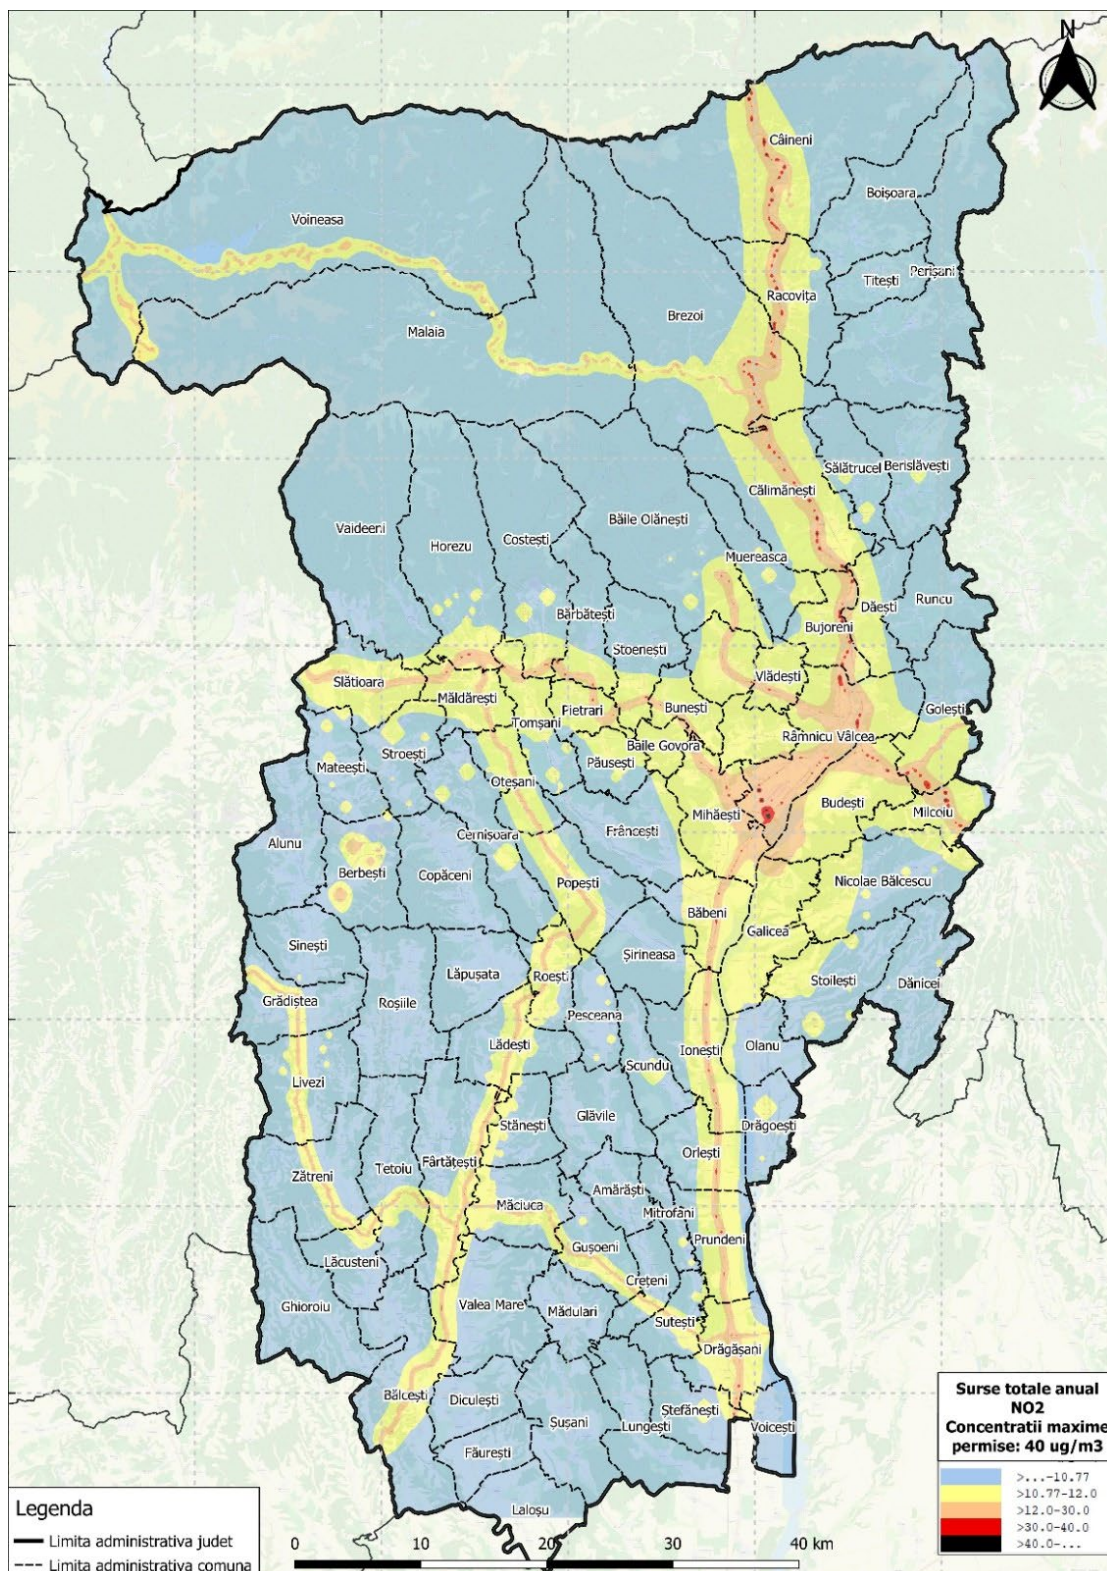 N
Câineni
Boișoara
Voineasa
Titești
Perișani
Racovița
Brezoi
Malaia
Sălătrucel
Berislăvești
Călimănești
Băile Olănești
Vaideeni
Costești
Horezu
Muereasca
Runcu
Dăești
Bărbătești
Bujoreni
Stoenești
Vlădești
Slătioara
Măldărești
Pietrari
Bunești
Golești
Tomșani
Râmnicu Vâlcea
Băile Govora
Stroești
Mateești
Păușești
Oteșani
Budești
Mihăești
Milcoiu
Frâncești
Cernișoara
Alunu
Berbești
Copăceni
Popești
Nicolae Bălcescu
Băbeni
Galicea
Sinești
Șirineasa
Lăpușata
Roești
Stoilești
Dănicei
Grădiștea
Roșiile
Pesceana
Lădești
Ionești
Olanu
Scundu
Livezi
Glăvile
Stănești
Drăgoești
Orlești
Fârtățești
Tetoiu
Zătreni
Amărăști
Măciuca
Mitrofani
Prundeni
Gușoeni
Lăcusteni
Crețeni
Ghioroiu
Valea Mare
Mădulari
Sutești
Drăgășani
Bălcești
Diculești
Ștefănești
Șușani
Lungești
Voicești
Făurești
Laloșu
Surse totale anual
NO2
Concentratii maxime
permise: 40 ug/m3
>...-10.77
>10.77-12.0
>12.0-30.0
>30.0-40.0
>40.0-...
Legenda
Limita administrativa judet
Limita administrativa comuna
0 10 20 30 40 km